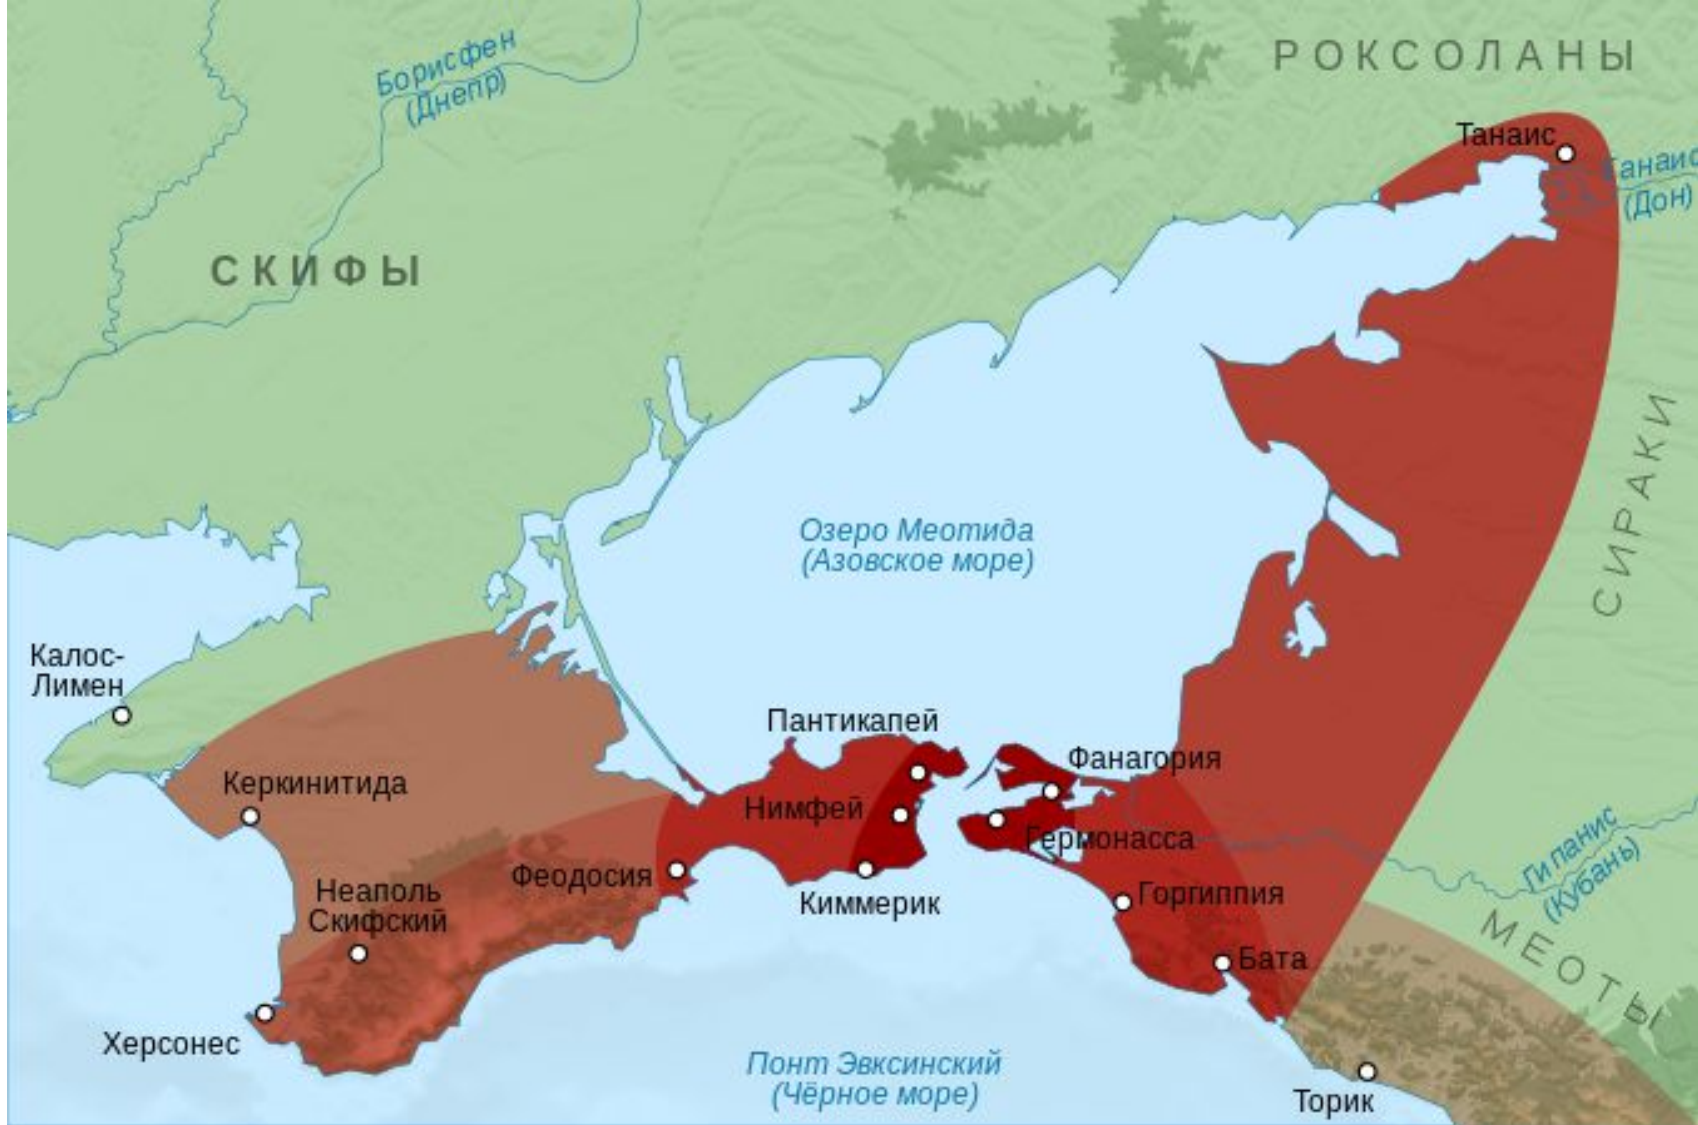 Борисфен
(Днепр)
РОКСОЛАНЫ
Танаис
Танаис
(Дон)
СКИФЫ
СИРАКИ
Озеро Меотида
(Азовское море)
Калос-
Лимен
Пантикапей
Фанагория
Керкинитида
Нимфей
Гермонасса
Гипанис
(Кубань)
Неаполь
Скифский
Феодосия
Киммерик
Горгиппия
МЕОТЫ
Бата
Херсонес
Понт Эвксинский
(Чёрное море)
Торик